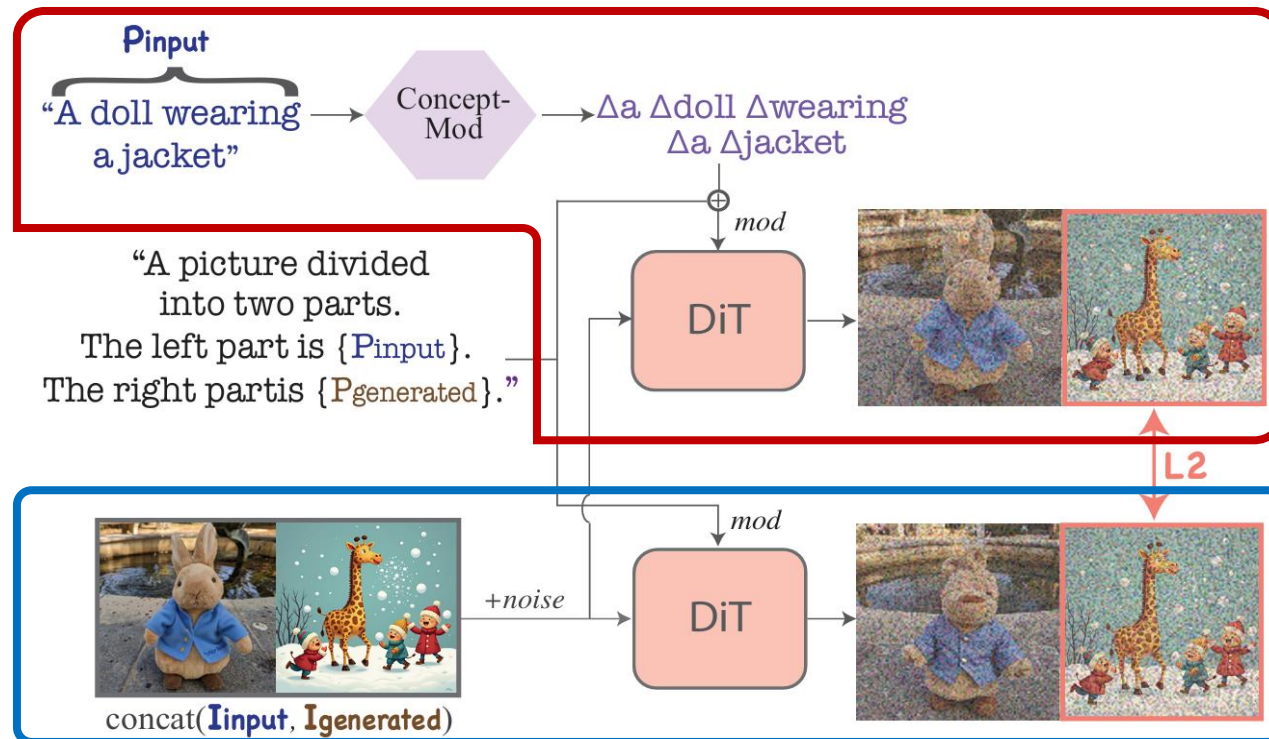 Pinput
“A doll wearing
a jacket”
Concept-
Mod
Δa Δdoll Δwearing
Δa Δjacket
mod
“A picture divided
into two parts.
The left part is {Pinput}.
The right partis {Pgenerated}.”
DiT
L2
mod
+noise
DiT
concat(Iinput, Igenerated)